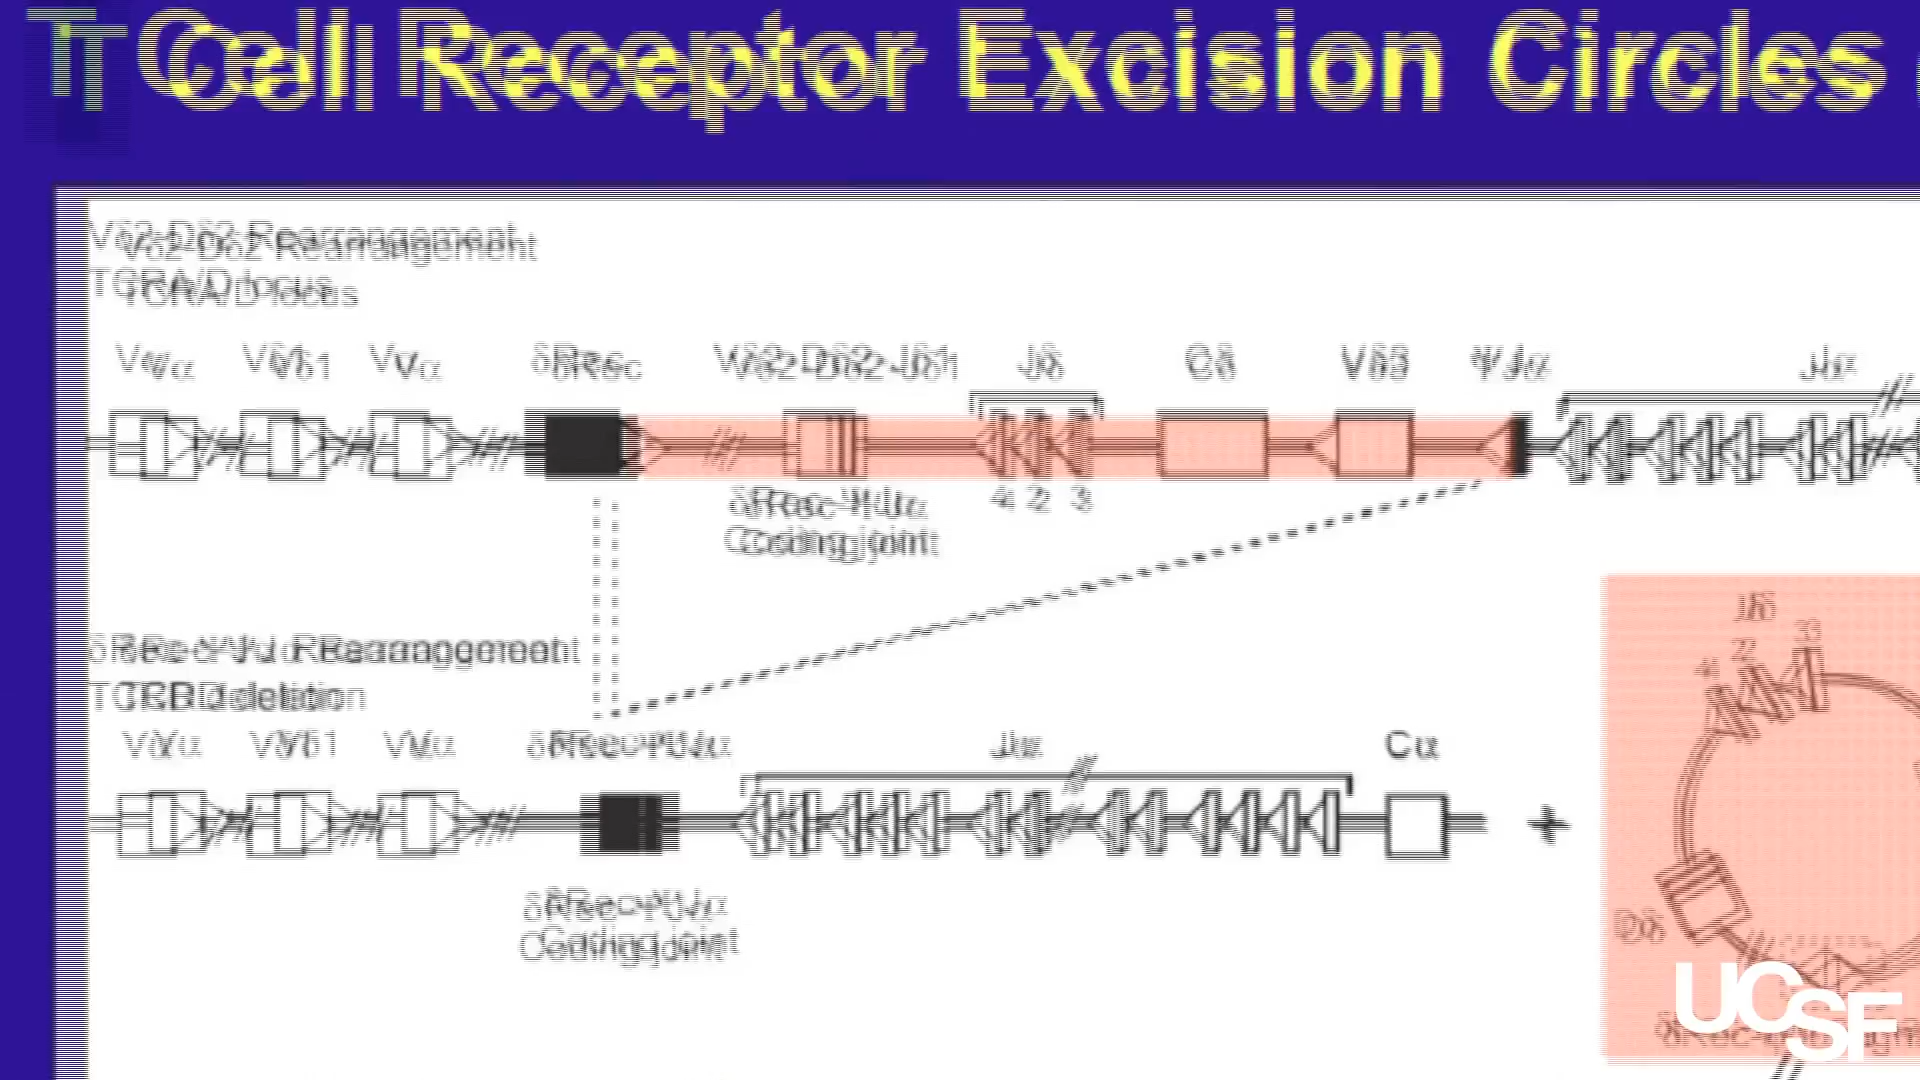 T Cell Receptor Excision Circles
Vδ2-Dδ2 Rearrangement
TCRA/D locus
Vα Vδ1 Vα δRec Vδ2-Dδ2-Jδ1 Jδ Cδ Vδ3 ΨJα Jα
4 2 3
δRec-ΨJα
Coding joint
δRec-ΨJα Rearrangement
TCRD deletion
Vα Vδ1 Vα δRec-ΨJα Jα Cα
+
Jδ
4 2 3
Dδ
δRec-ΨJα
Coding joint
UCSF